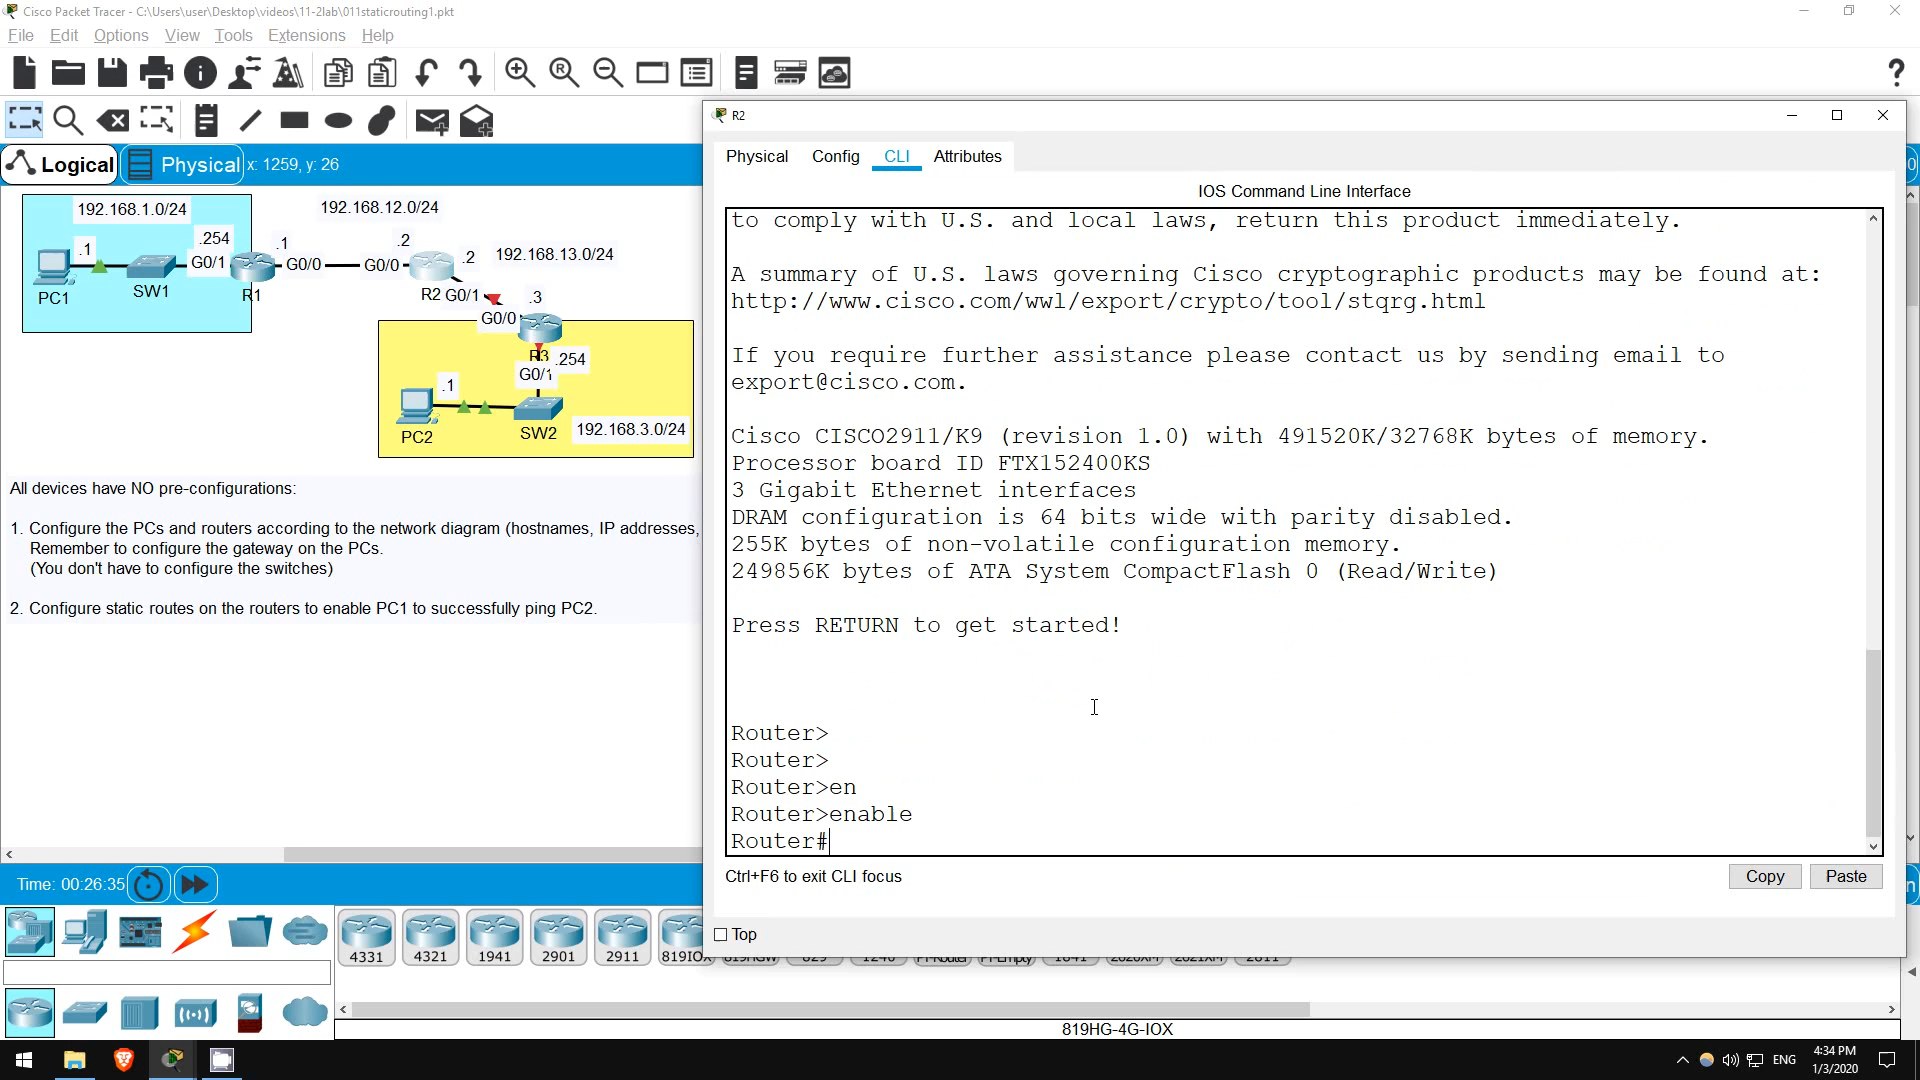 Cisco Packet Tracer - C:\Users\user\Desktop\videos\11-2lab\011staticrouting1.pkt
File Edit Options View Tools Extensions Help
R2
Logical Physical x: 1259, y: 26
Physical Config CLI Attributes
IOS Command Line Interface
192.168.1.0/24
192.168.12.0/24
.254 .1 .2
.1 G0/1 G0/0 G0/0 .2 192.168.13.0/24
PC1 SW1 R1 R2 G0/1 .3
G0/0
R3 .254
G0/1
.1
PC2 SW2 192.168.3.0/24
All devices have NO pre-configurations:
1. Configure the PCs and routers according to the network diagram (hostnames, IP addresses,
Remember to configure the gateway on the PCs.
(You don't have to configure the switches)
2. Configure static routes on the routers to enable PC1 to successfully ping PC2.
to comply with U.S. and local laws, return this product immediately.
A summary of U.S. laws governing Cisco cryptographic products may be found at:
http://www.cisco.com/wwl/export/crypto/tool/stqrg.html
If you require further assistance please contact us by sending email to
export@cisco.com.
Cisco CISCO2911/K9 (revision 1.0) with 491520K/32768K bytes of memory.
Processor board ID FTX152400KS
3 Gigabit Ethernet interfaces
DRAM configuration is 64 bits wide with parity disabled.
255K bytes of non-volatile configuration memory.
249856K bytes of ATA System CompactFlash 0 (Read/Write)
Press RETURN to get started!
Router>
Router>
Router>en
Router>enable
Router#
Ctrl+F6 to exit CLI focus
Copy Paste
Top
Time: 00:26:35
4331 4321 1941 2901 2911 819IOX
819HG-4G-IOX
ENG
4:34 PM
1/3/2020